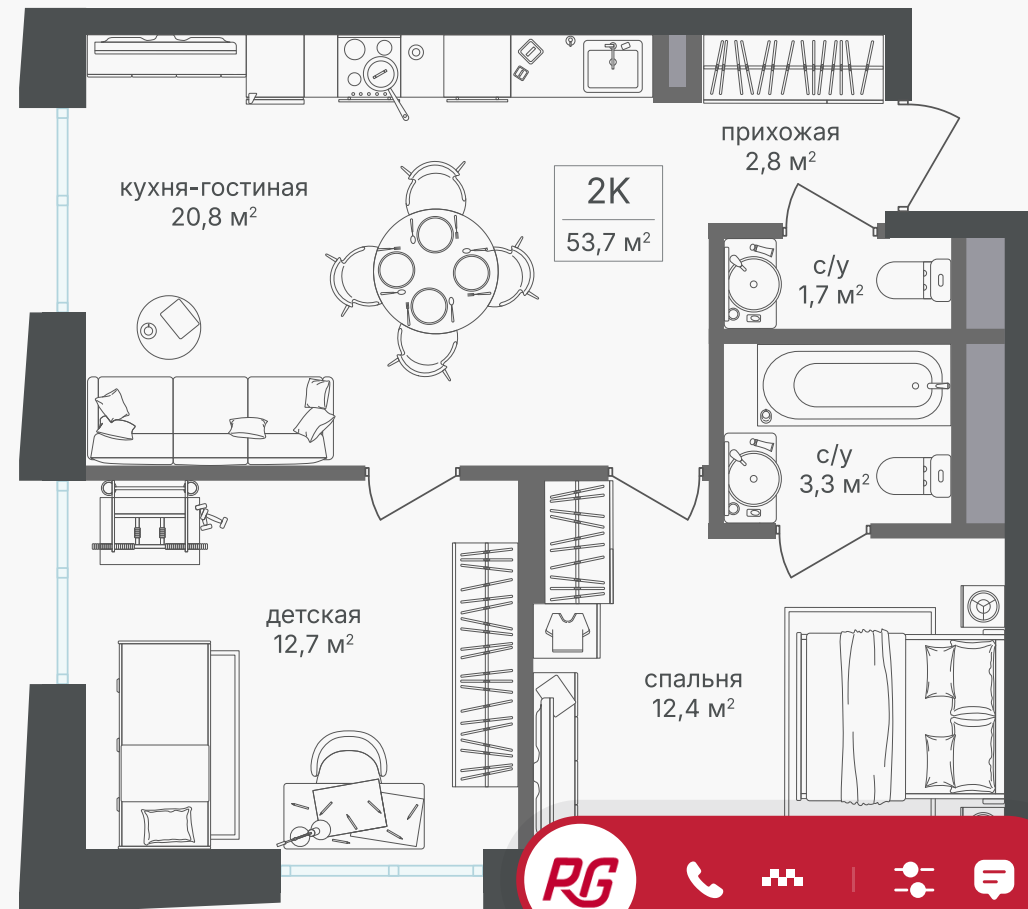 прихожая
2,8 м²
кухня-гостиная
20,8 м²
2К
53,7 м²
с/у
1,7 м²
с/у
3,3 м²
детская
12,7 м²
спальня
12,4 м²
RG